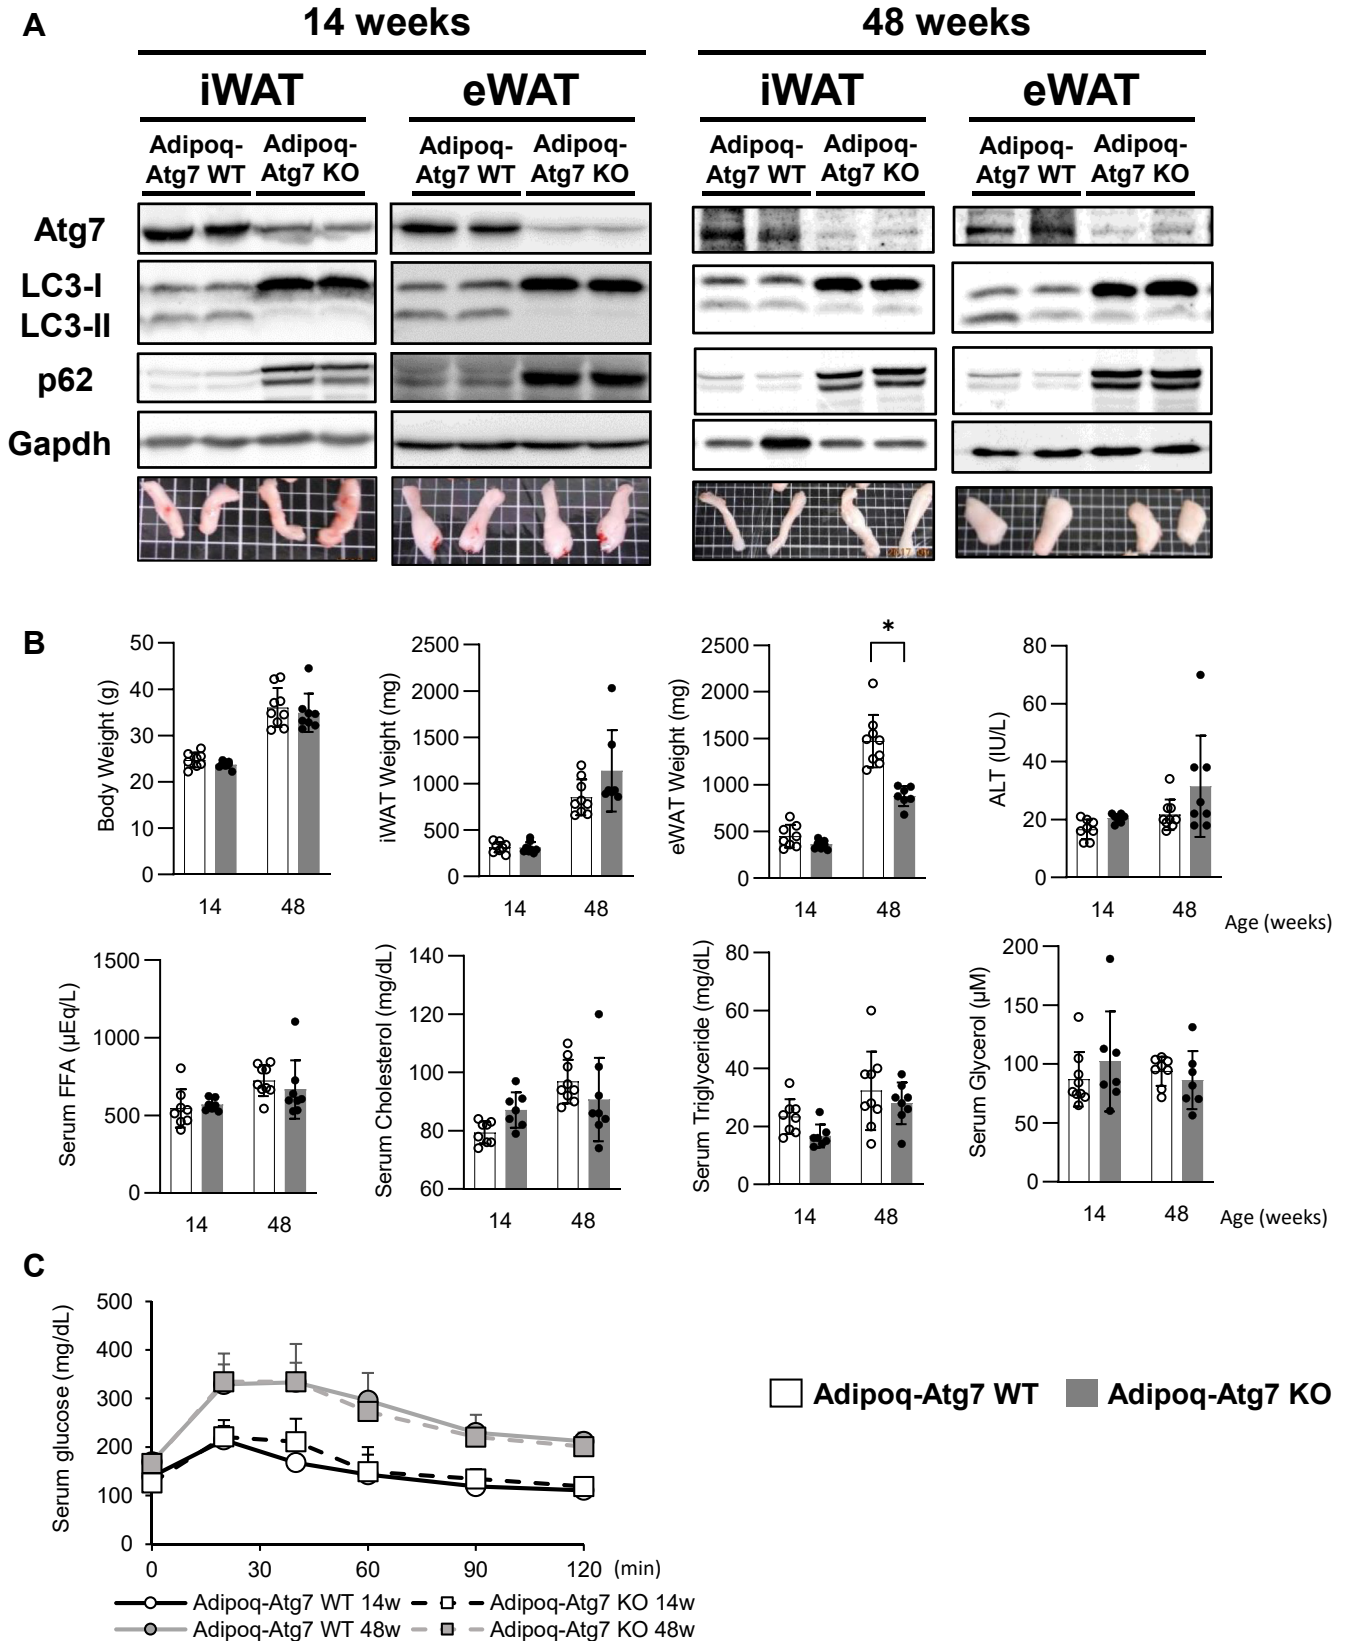 A
14 weeks
48 weeks
iWAT
eWAT
iWAT
eWAT
Adipoq-
Atg7 WT
Adipoq-
Atg7 KO
Adipoq-
Atg7 WT
Adipoq-
Atg7 KO
Adipoq-
Atg7 WT
Adipoq-
Atg7 KO
Adipoq-
Atg7 WT
Adipoq-
Atg7 KO
Atg7
LC3-I
LC3-II
p62
Gapdh
B
Body Weight (g)
50
40
30
20
10
0
14 48
iWAT Weight (mg)
2500
2000
1500
1000
500
0
14 48
eWAT Weight (mg)
2500
2000
1500
1000
500
0
*
14 48
ALT (IU/L)
80
60
40
20
0
14 48
Age (weeks)
Serum FFA (µEq/L)
1500
1000
500
0
14 48
Serum Cholesterol (mg/dL)
140
120
100
80
60
14 48
Serum Triglyceride (mg/dL)
80
60
40
20
0
14 48
Serum Glycerol (µM)
200
150
100
50
0
14 48
Age (weeks)
C
Serum glucose (mg/dL)
500
400
300
200
100
0
0 30 60 90 120 (min)
Adipoq-Atg7 WT 14w
Adipoq-Atg7 KO 14w
Adipoq-Atg7 WT 48w
Adipoq-Atg7 KO 48w
Adipoq-Atg7 WT
Adipoq-Atg7 KO